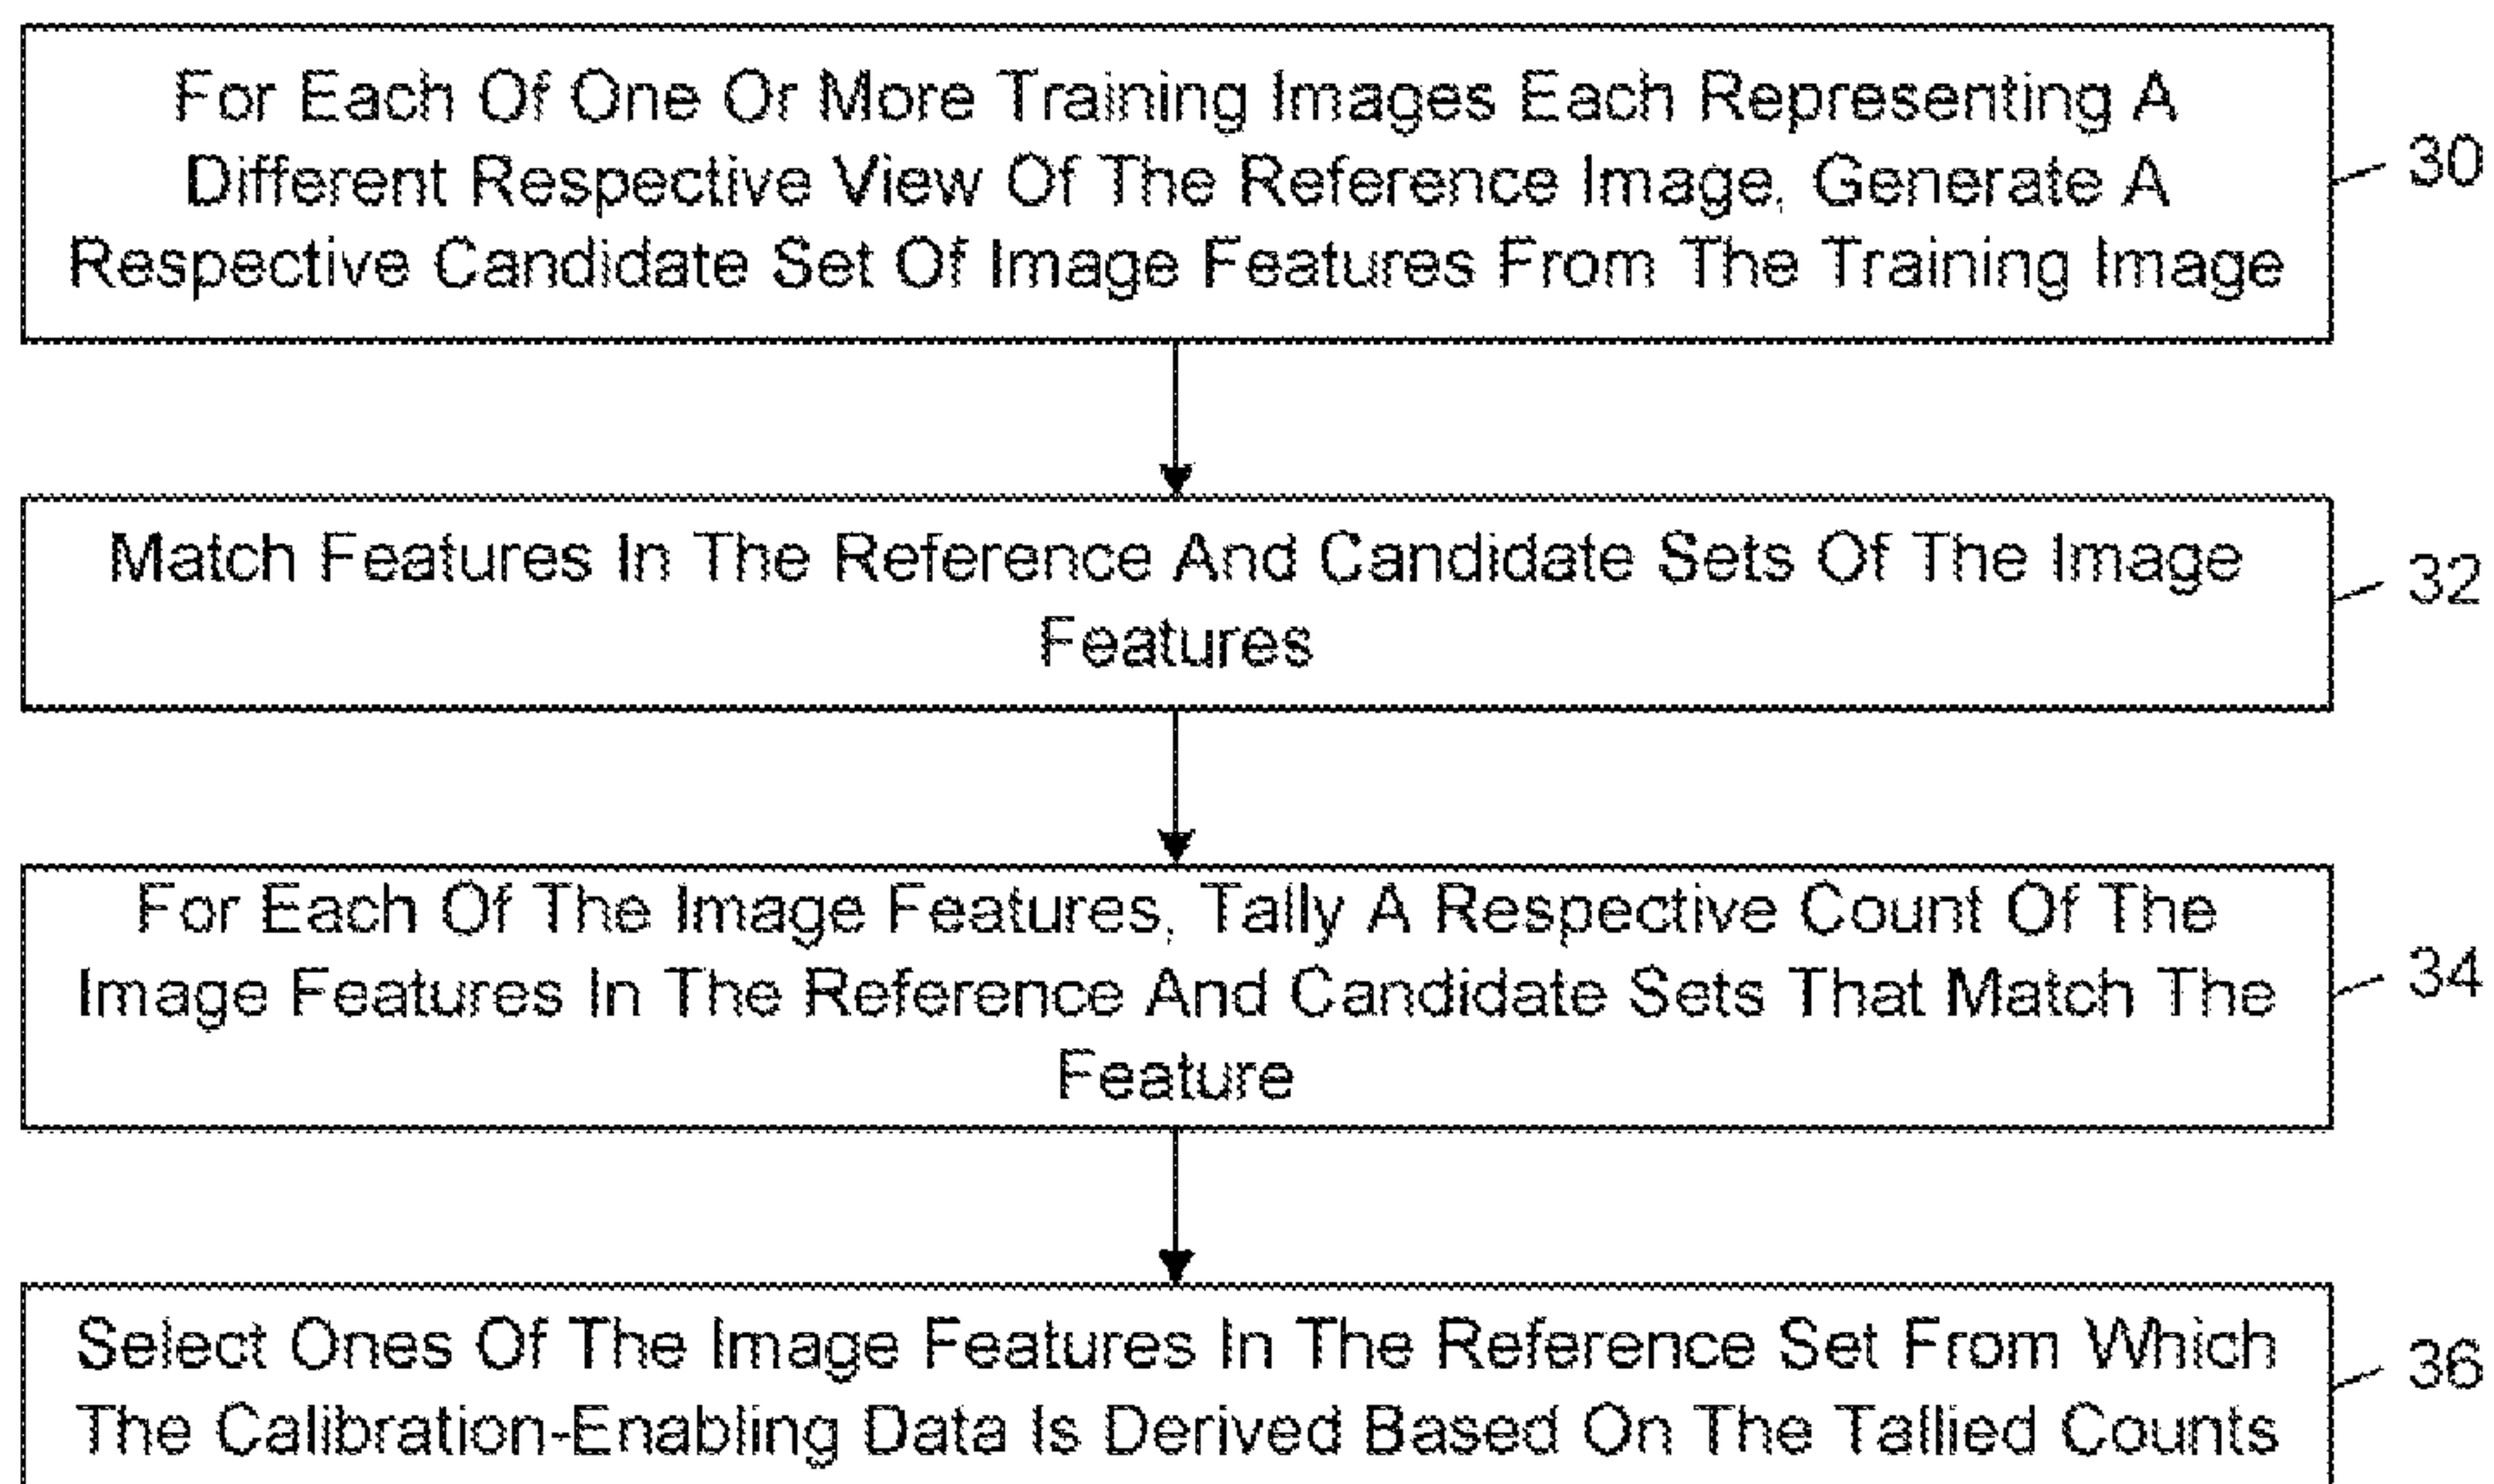 For Each Of One Or More Training Images Each Representing A
Different Respective View Of The Reference Image, Generate A
Respective Candidate Set Of Image Features From The Training Image
30
Match Features In The Reference And Candidate Sets Of The Image
Features
32
For Each Of The Image Features, Tally A Respective Count Of The
Image Features In The Reference And Candidate Sets That Match The
Feature
34
Select Ones Of The Image Features In The Reference Set From Which
The Calibration-Enabling Data Is Derived Based On The Tallied Counts
36